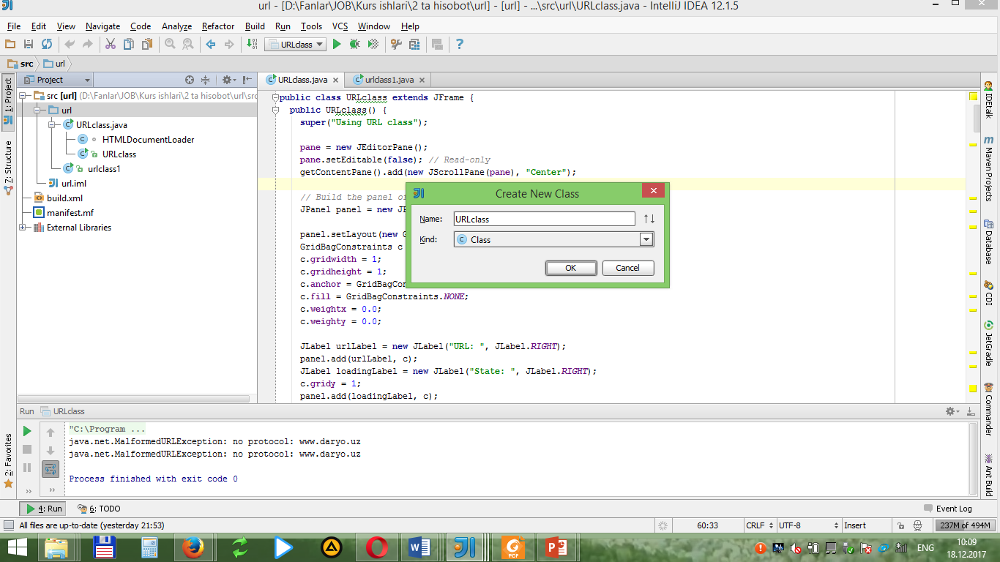 url - [D:\Fanlar\JOB\Kurs ishlari\2 ta hisobot\url] - [url] - ...\src\url\URLclass.java - IntelliJ IDEA 12.1.5
File Edit View Navigate Code Analyze Refactor Build Run Tools VCS Window Help
URLclass
src url
Project
URLclass.java urlclass1.java
1: Project
Z: Structure
2: Favorites
src [url] (D:\Fanlar\JOB\Kurs ishlari\2 ta hisobot\url\src
url
URLclass.java
HTMLDocumentLoader
URLclass
urlclass1
url.iml
build.xml
manifest.mf
External Libraries
public class URLclass extends JFrame {
public URLclass() {
super("Using URL class");
pane = new JEditorPane();
pane.setEditable(false); // Read-only
getContentPane().add(new JScrollPane(pane), "Center");
// Build the panel of
JPanel panel = new JP
panel.setLayout(new G
GridBagConstraints c
c.gridwidth = 1;
c.gridheight = 1;
c.anchor = GridBagCon
c.fill = GridBagConstraints.NONE;
c.weightx = 0.0;
c.weighty = 0.0;
JLabel urlLabel = new JLabel("URL: ", JLabel.RIGHT);
panel.add(urlLabel, c);
JLabel loadingLabel = new JLabel("State: ", JLabel.RIGHT);
c.gridy = 1;
panel.add(loadingLabel, c);
Create New Class
Name: URLclass
Kind: Class
OK Cancel
IDEtalk
Maven Projects
Database
CDI
JetGradle
Commander
Ant Build
Run URLclass
"C:\Program ...
java.net.MalformedURLException: no protocol: www.daryo.uz
java.net.MalformedURLException: no protocol: www.daryo.uz
Process finished with exit code 0
4: Run 6: TODO Event Log
All files are up-to-date (yesterday 21:53) 60:33 CRLF UTF-8 Insert 237M of 494M
ENG 10:09
18.12.2017